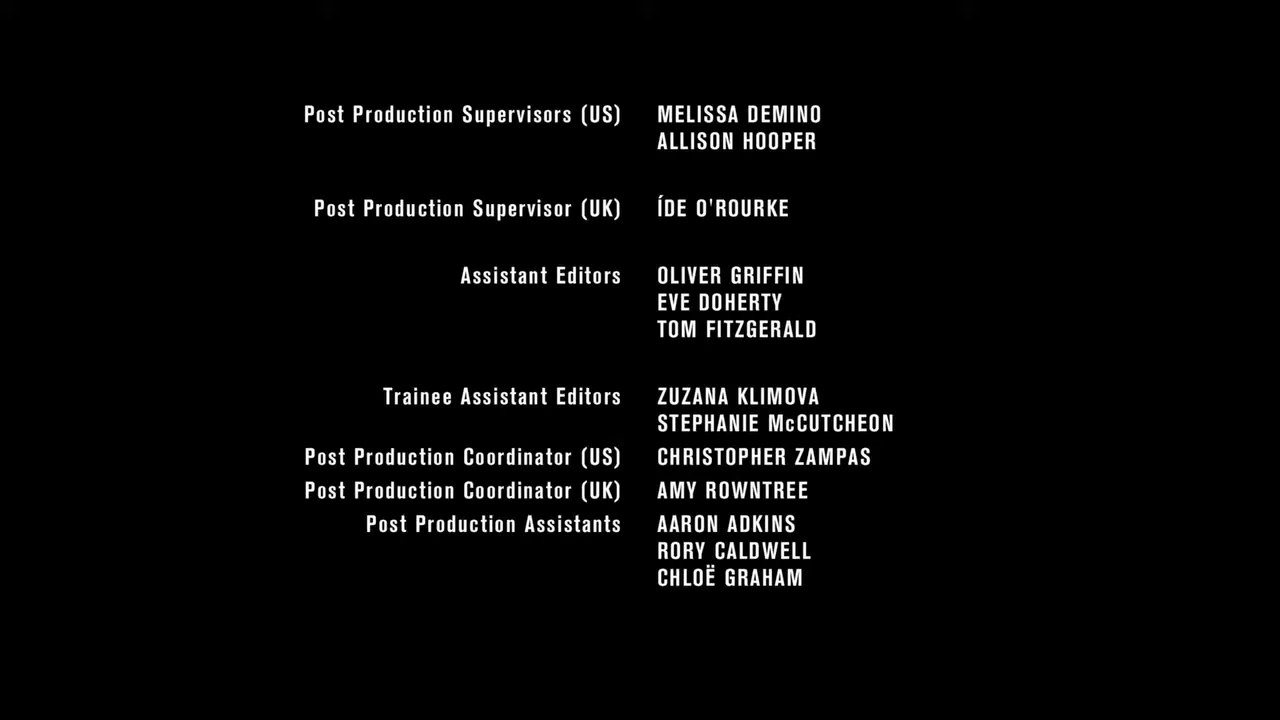 Post Production Supervisors (US) MELISSA DEMINO
ALLISON HOOPER
Post Production Supervisor (UK) ÍDE O'ROURKE
Assistant Editors OLIVER GRIFFIN
EVE DOHERTY
TOM FITZGERALD
Trainee Assistant Editors ZUZANA KLIMOVA
STEPHANIE McCUTCHEON
Post Production Coordinator (US) CHRISTOPHER ZAMPAS
Post Production Coordinator (UK) AMY ROWNTREE
Post Production Assistants AARON ADKINS
RORY CALDWELL
CHLOË GRAHAM